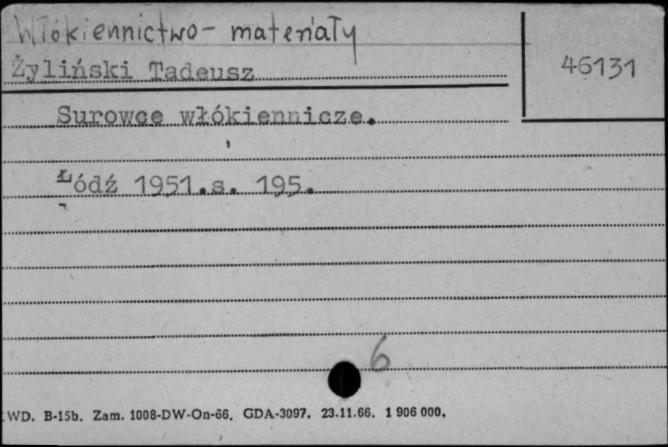 Włókiennictwo - materiały
46131
Żyliński Tadeusz
Surowce włókiennicze.
Łódź 1951.s. 195.
6
WD. B-15b. Zam. 1008-DW-On-66. GDA-3097. 23.11.66. 1 906 000.